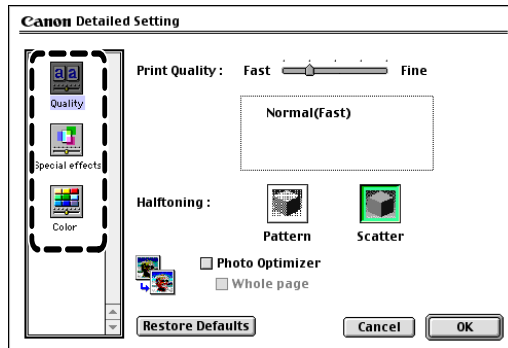 Canon Detailed Setting
Quality
Special effects
Color
Print Quality : Fast Fine
Normal(Fast)
Halftoning :
Pattern Scatter
Photo Optimizer
Whole page
Restore Defaults Cancel OK